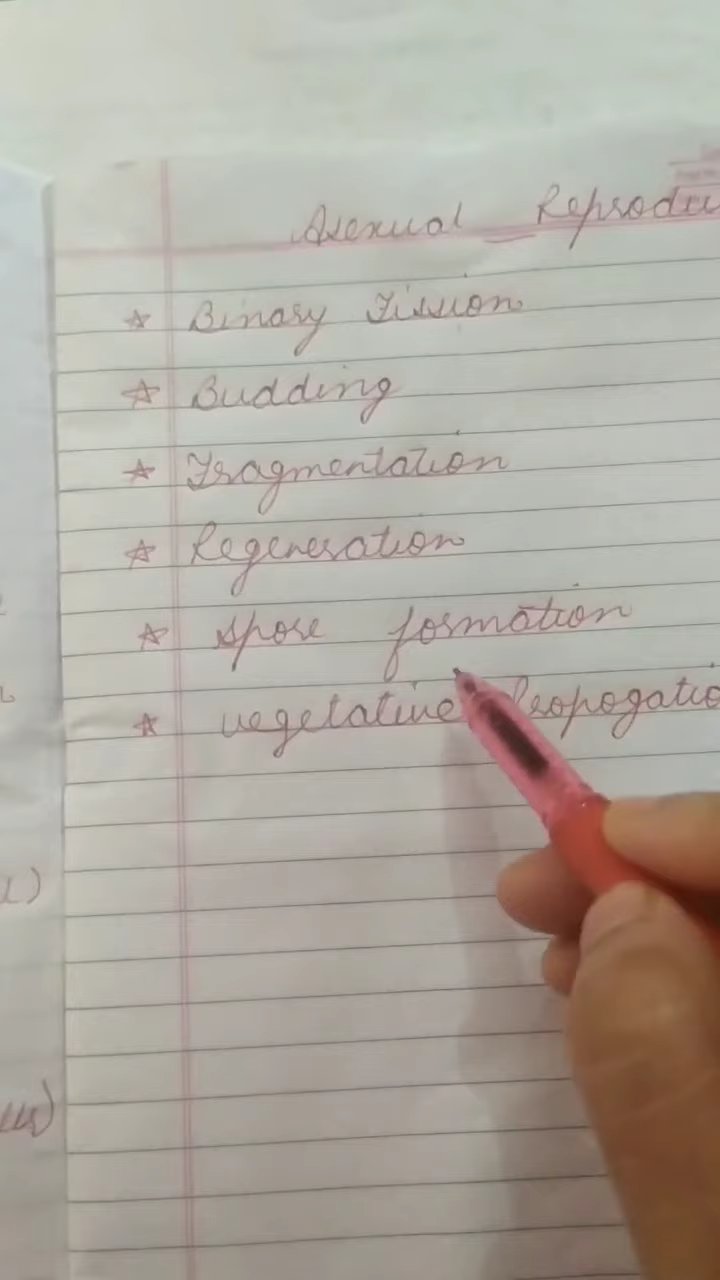 Asexual Reprodu
☆ Binary Fission
☆ Budding
☆ Fragmentation
☆ Regeneration
☆ Spore formation
☆ vegetative Propogatio